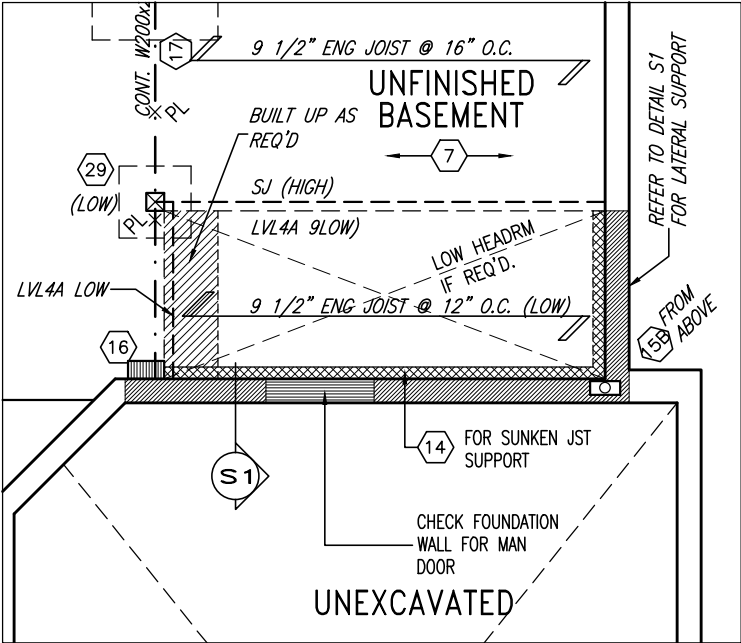 CONT. W200x2
17
9 1/2" ENG JOIST @ 16" O.C.
UNFINISHED
BASEMENT
PL
BUILT UP AS
REQ'D
7
REFER TO DETAIL S1
FOR LATERAL SUPPORT
29
(LOW)
PL
SJ (HIGH)
LVL4A 9LOW)
LOW HEADRM
IF REQ'D.
LVL4A LOW
9 1/2" ENG JOIST @ 12" O.C. (LOW)
15B
FROM
ABOVE
16
14
FOR SUNKEN JST
SUPPORT
S1
CHECK FOUNDATION
WALL FOR MAN
DOOR
UNEXCAVATED